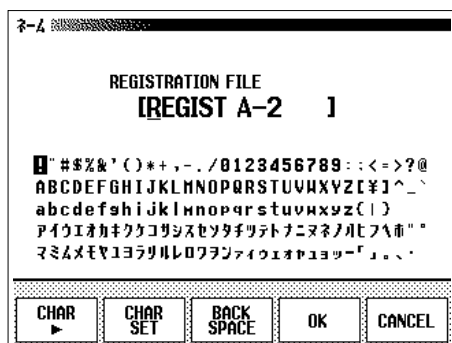 ネーム
REGISTRATION FILE
[REGIST A-2 ]
!"#$%&'()*+,-./0123456789:;<=>?@
ABCDEFGHIJKLMNOPQRSTUVWXYZ[¥]^_`
abcdefghijklmnopqrstuvwxyz{|}
アイウエオカキクケコサシスセソタチツテトナニヌネノハヒフヘホ゛゜
マミムメモヤユヨラリルレロワヲンァィゥェォャュョッー「」。、・
CHAR ►
CHAR SET
BACK SPACE
OK
CANCEL